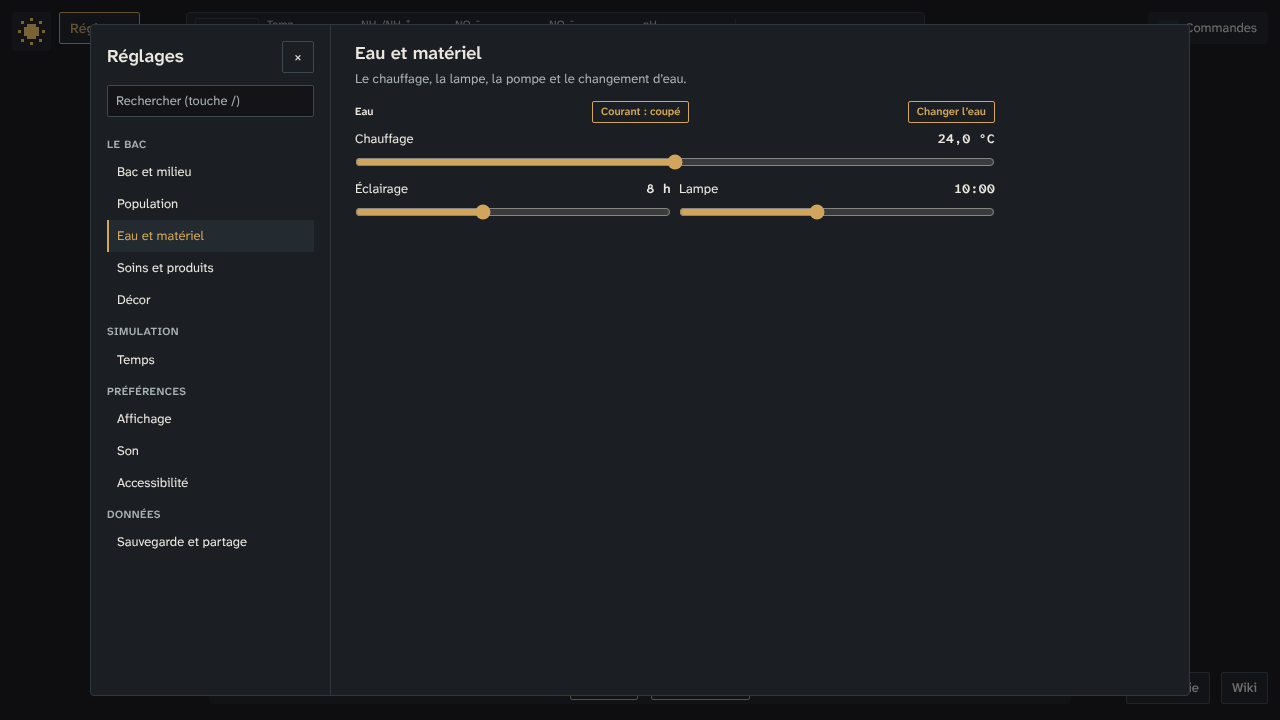 Réglages
×
Rechercher (touche /)
LE BAC
Bac et milieu
Population
Eau et matériel
Soins et produits
Décor
SIMULATION
Temps
PRÉFÉRENCES
Affichage
Son
Accessibilité
DONNÉES
Sauvegarde et partage
Eau et matériel
Le chauffage, la lampe, la pompe et le changement d'eau.
Eau
Courant : coupé
Changer l'eau
Chauffage
24,0 °C
Éclairage
8 h
Lampe
10:00
Commandes
Wiki